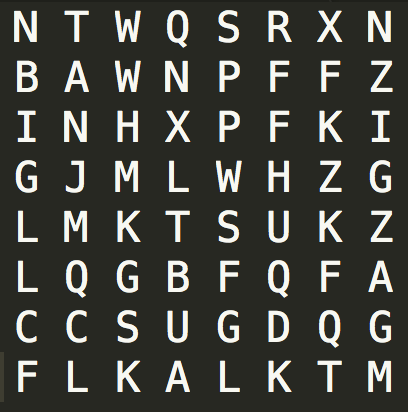 N T W Q S R X N
B A W N P F F Z
I N H X P F K I
G J M L W H Z G
L M K T S U K Z
L Q G B F Q F A
C C S U G D Q G
F L K A L K T M